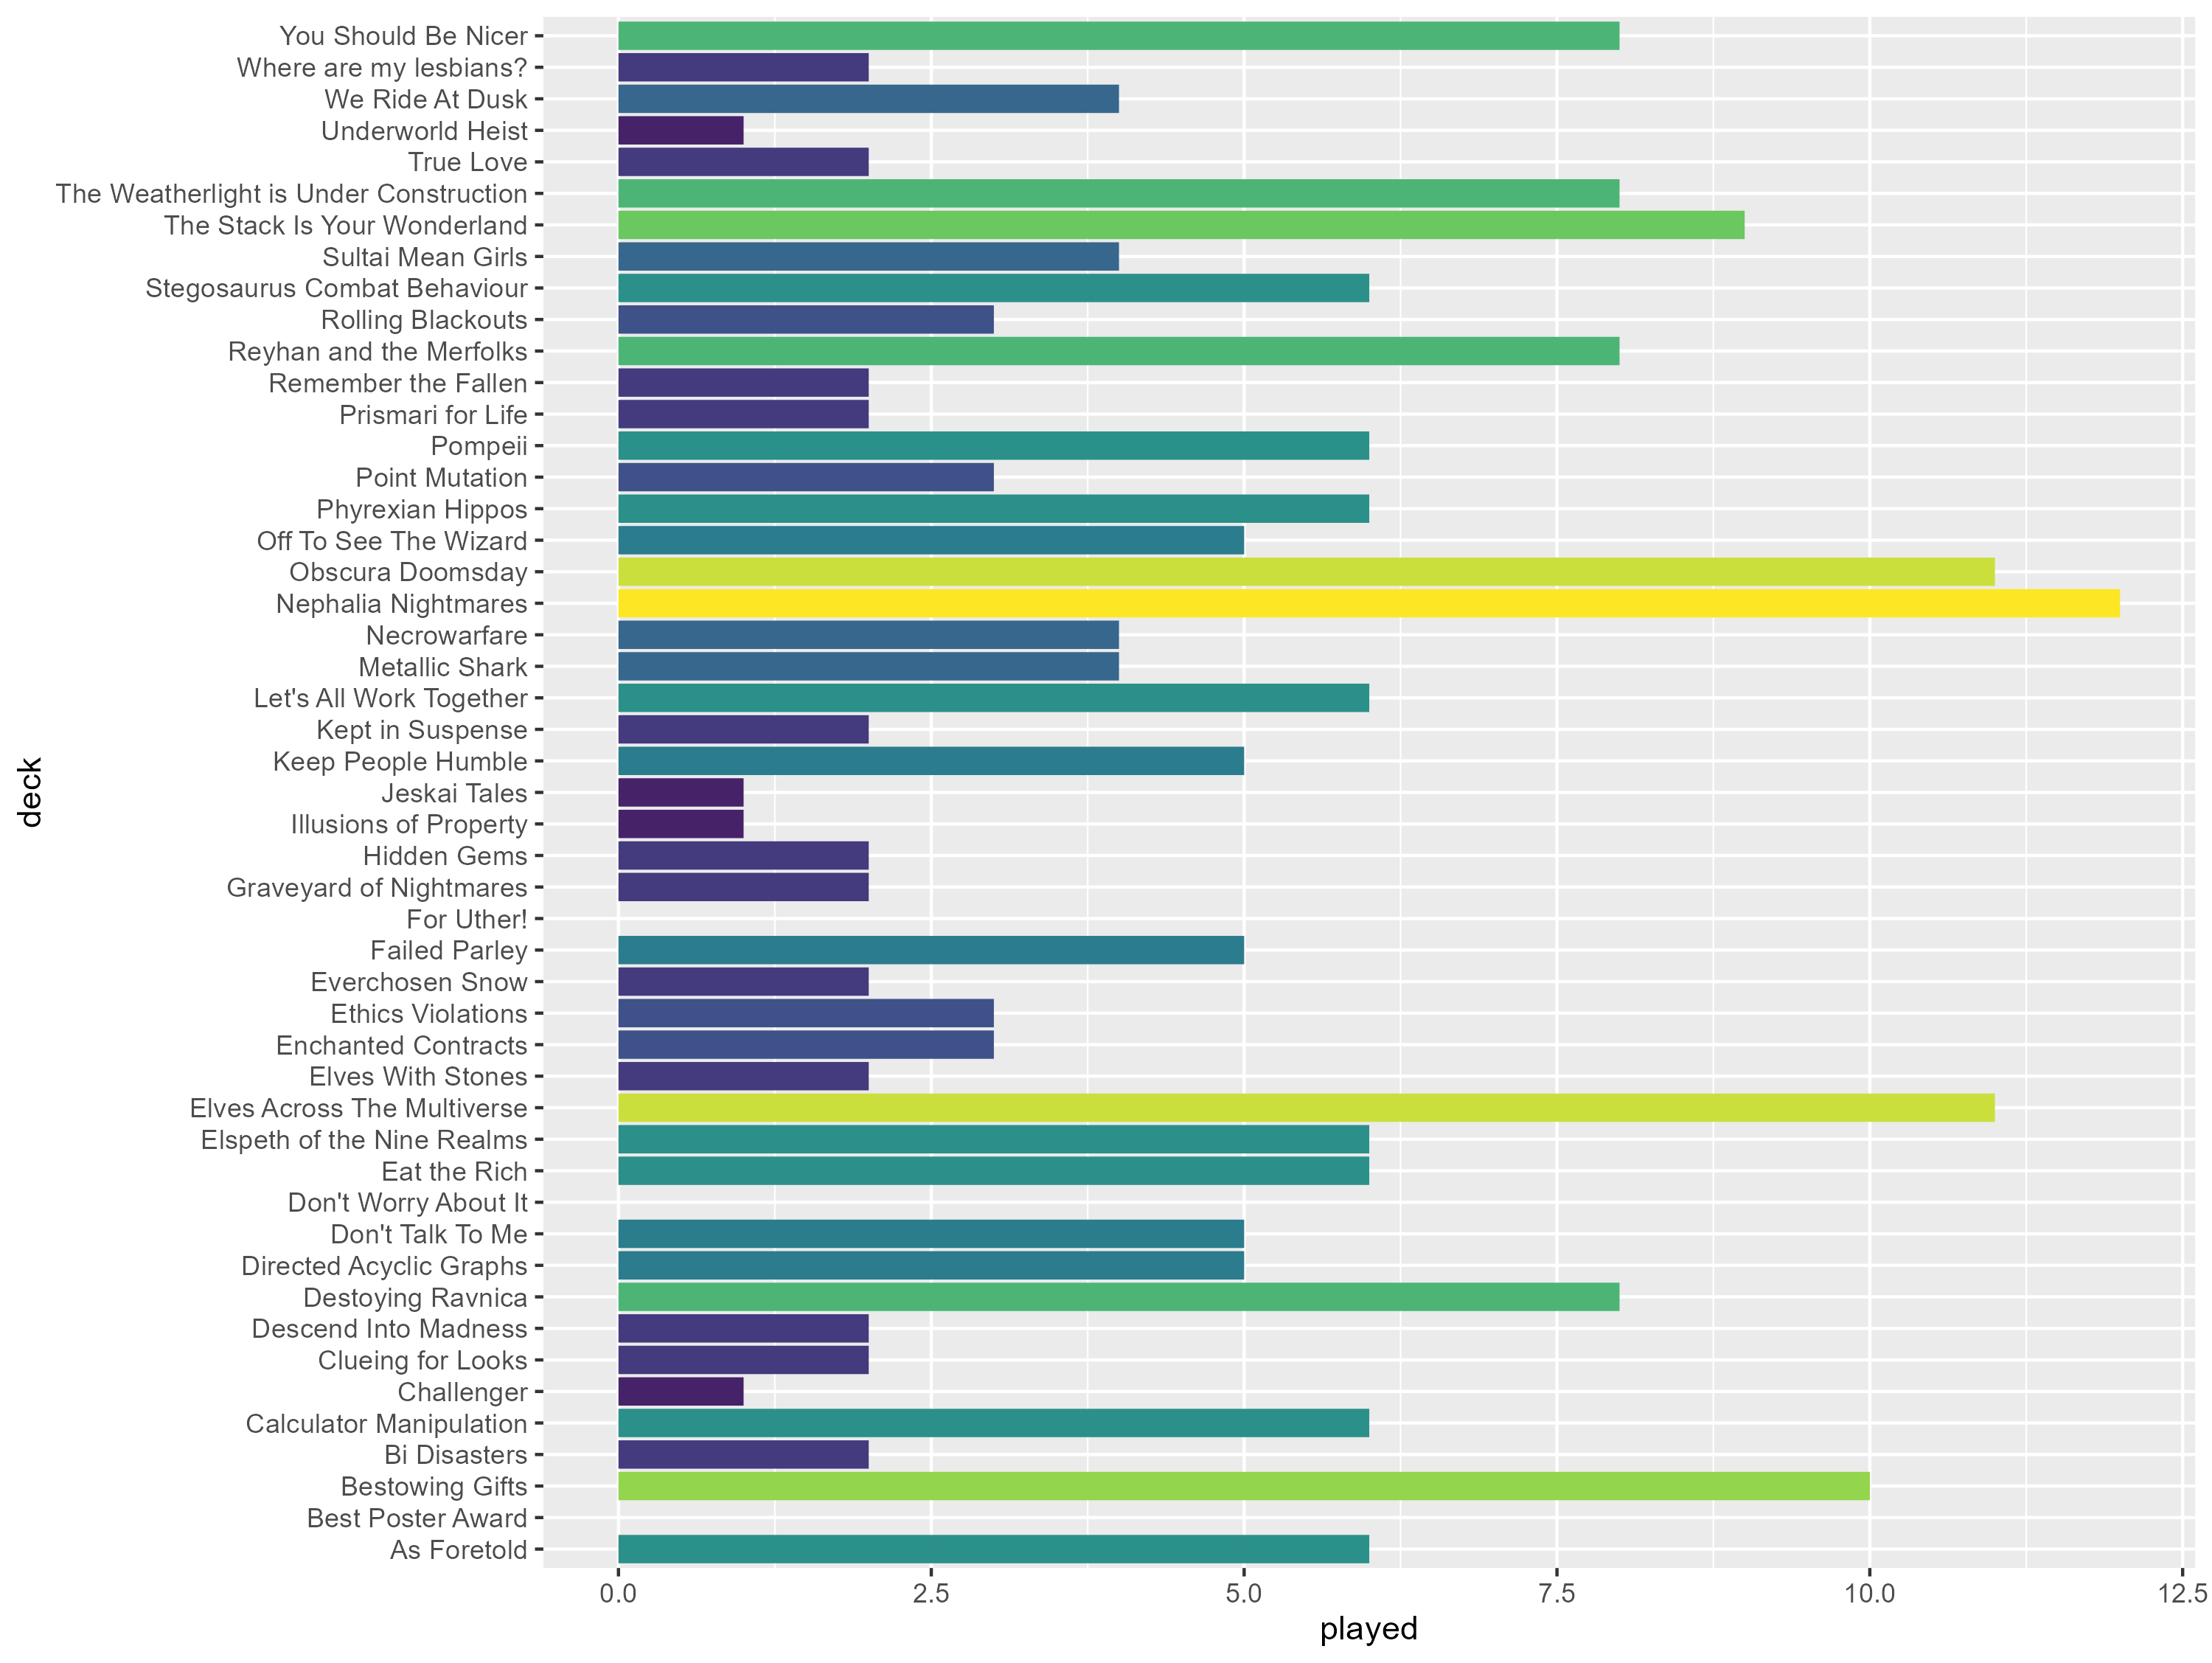 You Should Be Nicer
Where are my lesbians?
We Ride At Dusk
Underworld Heist
True Love
The Weatherlight is Under Construction
The Stack Is Your Wonderland
Sultai Mean Girls
Stegosaurus Combat Behaviour
Rolling Blackouts
Reyhan and the Merfolks
Remember the Fallen
Prismari for Life
Pompeii
Point Mutation
Phyrexian Hippos
Off To See The Wizard
Obscura Doomsday
Nephalia Nightmares
Necrowarfare
Metallic Shark
Let's All Work Together
Kept in Suspense
Keep People Humble
Jeskai Tales
Illusions of Property
Hidden Gems
Graveyard of Nightmares
For Uther!
Failed Parley
Everchosen Snow
Ethics Violations
Enchanted Contracts
Elves With Stones
Elves Across The Multiverse
Elspeth of the Nine Realms
Eat the Rich
Don't Worry About It
Don't Talk To Me
Directed Acyclic Graphs
Destoying Ravnica
Descend Into Madness
Clueing for Looks
Challenger
Calculator Manipulation
Bi Disasters
Bestowing Gifts
Best Poster Award
As Foretold
deck
0.0 2.5 5.0 7.5 10.0 12.5
played